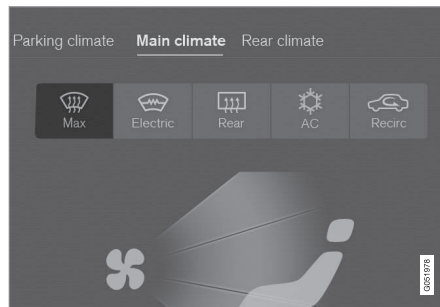 Parking climate Main climate Rear climate
Max Electric Rear AC Recirc
G051978